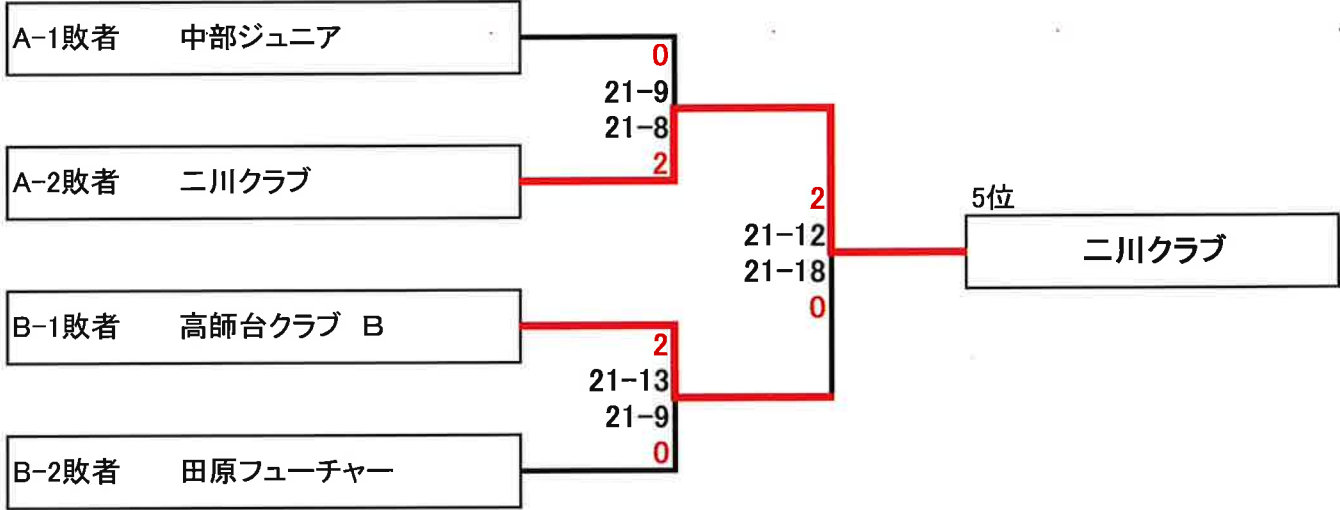 A-1敗者 中部ジュニア
0
21-9
21-8
2
A-2敗者 二川クラブ
2
21-12
21-18
0
5位
二川クラブ
B-1敗者 高師台クラブ B
2
21-13
21-9
0
B-2敗者 田原フューチャー